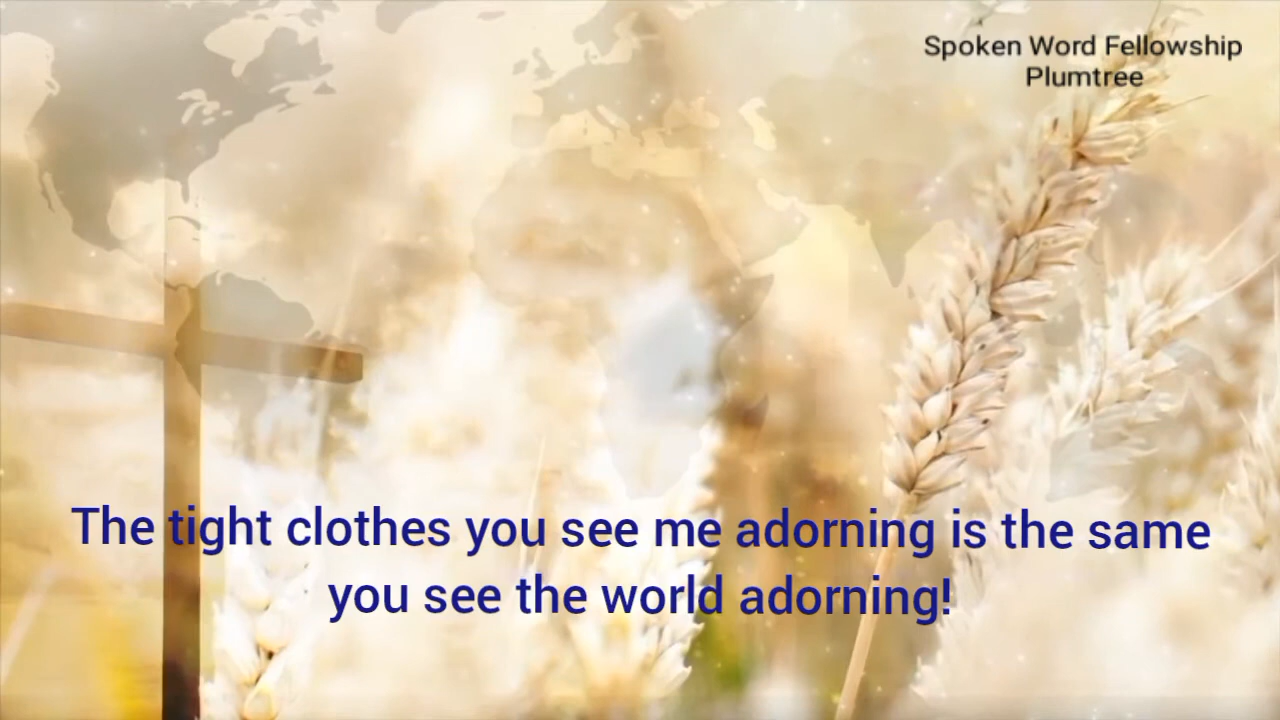 Spoken Word Fellowship
Plumtree
The tight clothes you see me adorning is the same
you see the world adorning!